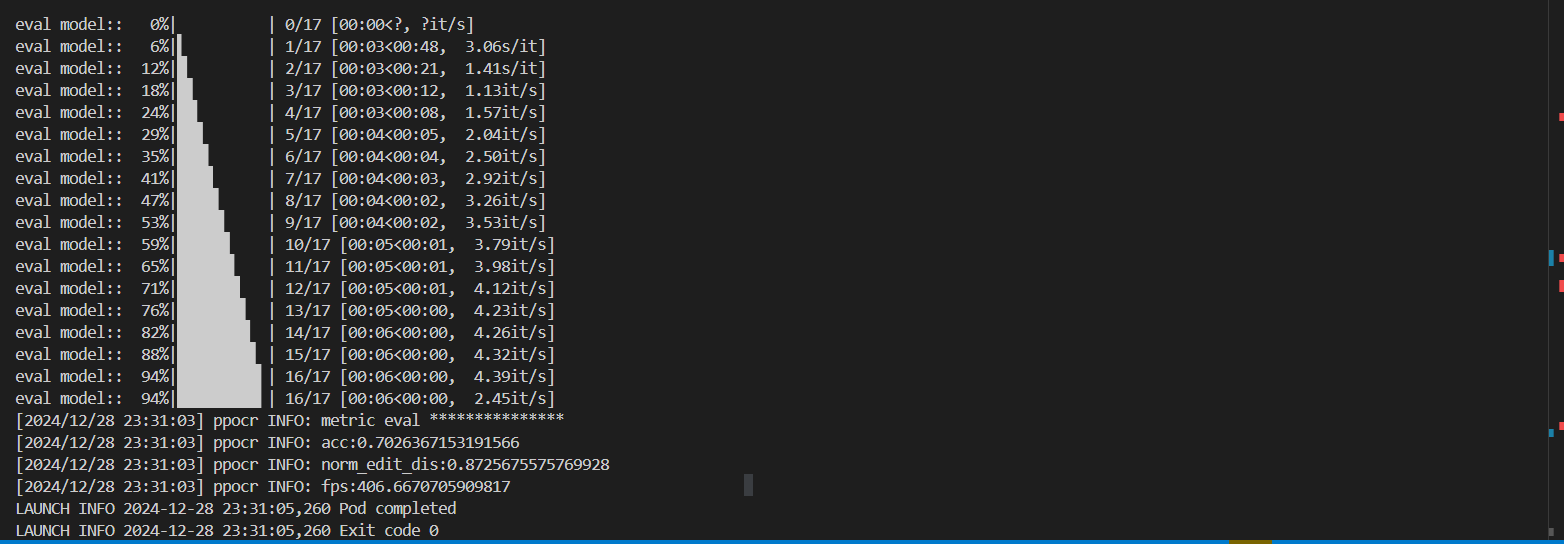 eval model::   0%|          | 0/17 [00:00<?, ?it/s]
eval model::   6%|▌         | 1/17 [00:03<00:48,  3.06s/it]
eval model::  12%|█▏        | 2/17 [00:03<00:21,  1.41s/it]
eval model::  18%|█▊        | 3/17 [00:03<00:12,  1.13it/s]
eval model::  24%|██▎       | 4/17 [00:03<00:08,  1.57it/s]
eval model::  29%|██▉       | 5/17 [00:04<00:05,  2.04it/s]
eval model::  35%|███▌      | 6/17 [00:04<00:04,  2.50it/s]
eval model::  41%|████      | 7/17 [00:04<00:03,  2.92it/s]
eval model::  47%|████▋     | 8/17 [00:04<00:02,  3.26it/s]
eval model::  53%|█████▎    | 9/17 [00:04<00:02,  3.53it/s]
eval model::  59%|█████▉    | 10/17 [00:05<00:01,  3.79it/s]
eval model::  65%|██████▍   | 11/17 [00:05<00:01,  3.98it/s]
eval model::  71%|███████   | 12/17 [00:05<00:01,  4.12it/s]
eval model::  76%|███████▋  | 13/17 [00:05<00:00,  4.23it/s]
eval model::  82%|████████▏ | 14/17 [00:06<00:00,  4.26it/s]
eval model::  88%|████████▊ | 15/17 [00:06<00:00,  4.32it/s]
eval model::  94%|█████████▍| 16/17 [00:06<00:00,  4.39it/s]
eval model::  94%|█████████▍| 16/17 [00:06<00:00,  2.45it/s]
[2024/12/28 23:31:03] ppocr INFO: metric eval ***************
[2024/12/28 23:31:03] ppocr INFO: acc:0.7026367153191566
[2024/12/28 23:31:03] ppocr INFO: norm_edit_dis:0.8725675575769928
[2024/12/28 23:31:03] ppocr INFO: fps:406.6670705909817
LAUNCH INFO 2024-12-28 23:31:05,260 Pod completed
LAUNCH INFO 2024-12-28 23:31:05,260 Exit code 0